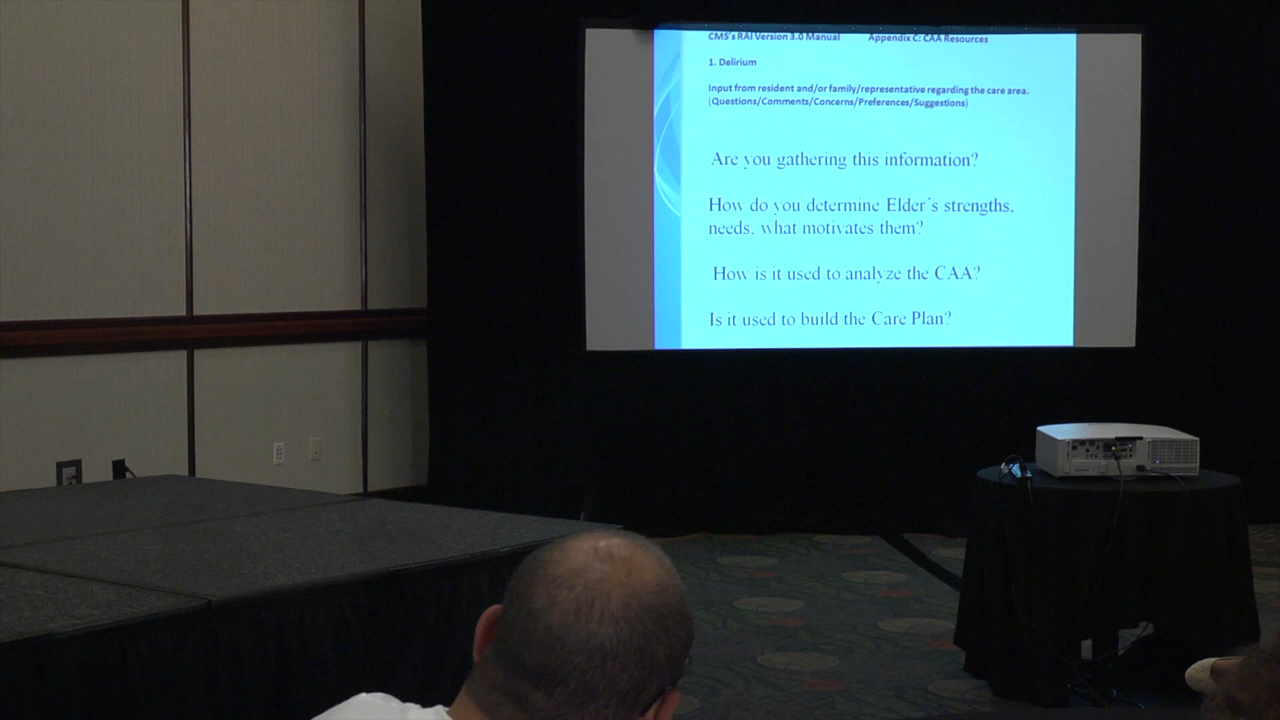 CMS's RAI Version 3.0 Manual Appendix C: CAA Resources
1. Delirium
Input from resident and/or family/representative regarding the care area.
(Questions/Comments/Concerns/Preferences/Suggestions)
Are you gathering this information?
How do you determine Elder's strengths,
needs, what motivates them?
How is it used to analyze the CAA?
Is it used to build the Care Plan?